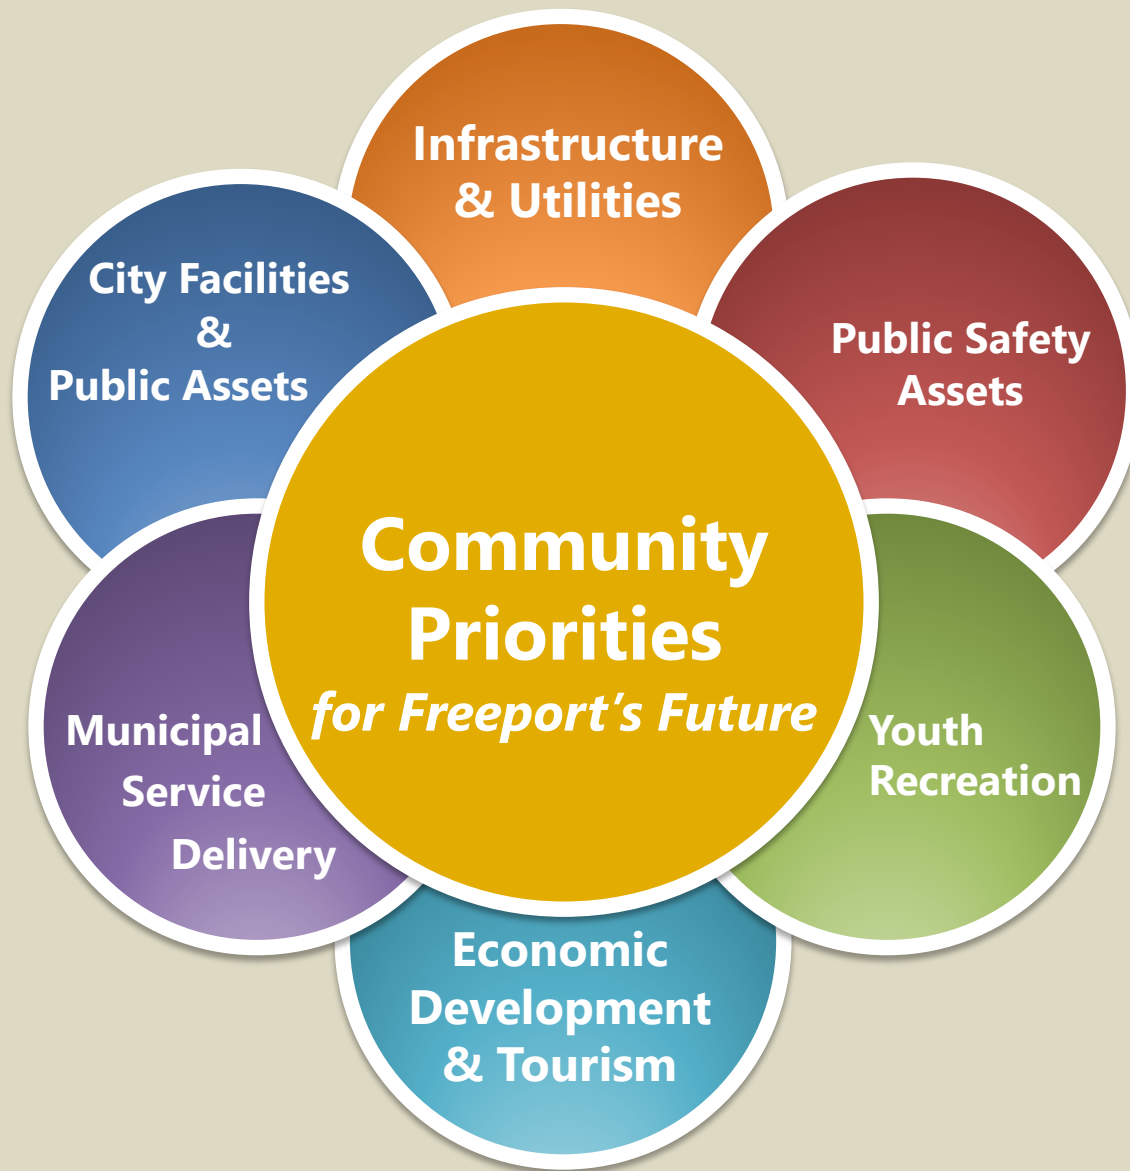 Infrastructure
& Utilities
City Facilities
&
Public Assets
Public Safety
Assets
Community
Priorities
for Freeport's Future
Municipal
Service
Delivery
Youth
Recreation
Economic
Development
& Tourism